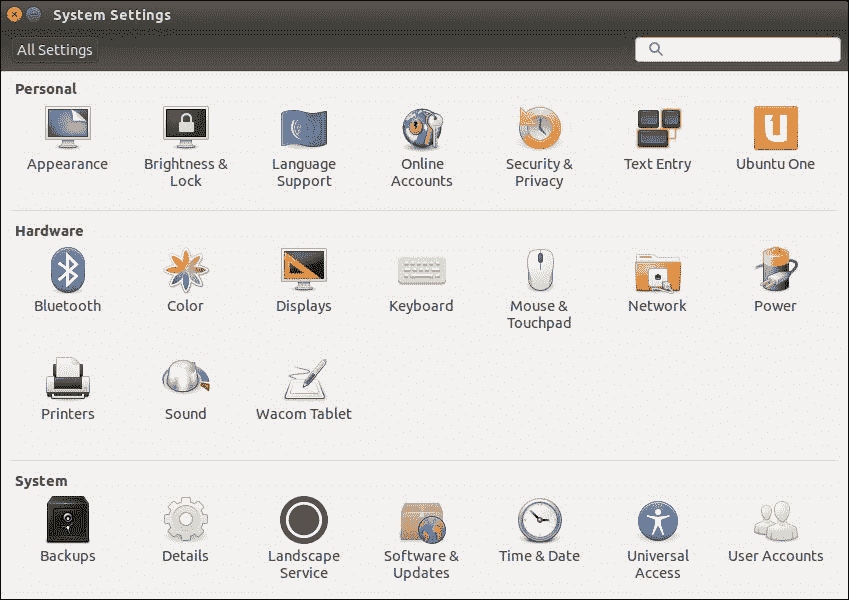 System Settings
All Settings
Personal
Appearance
Brightness &
Lock
Language
Support
Online
Accounts
Security &
Privacy
Text Entry
Ubuntu One
Hardware
Bluetooth
Color
Displays
Keyboard
Mouse &
Touchpad
Network
Power
Printers
Sound
Wacom Tablet
System
Backups
Details
Landscape
Service
Software &
Updates
Time & Date
Universal
Access
User Accounts